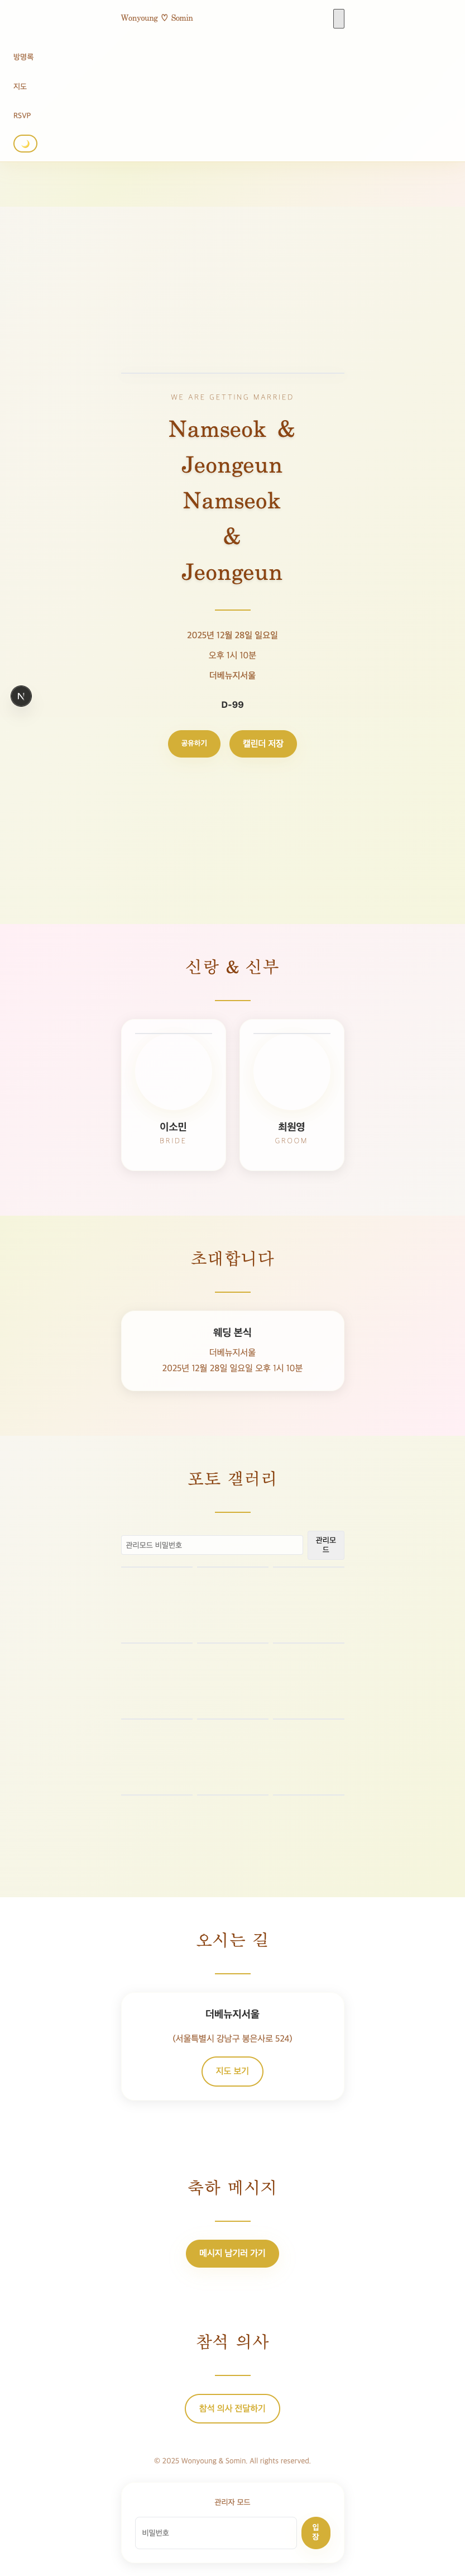 Wonyoung ♡ Somin
방명록
지도
RSVP
WE ARE GETTING MARRIED
Namseok &
Jeongeun
Namseok
&
Jeongeun
2025년 12월 28일 일요일
오후 1시 10분
더베뉴지서울
N
D-99
공유하기 캘린더 저장
신랑 & 신부
이소민 최원영
BRIDE GROOM
초대합니다
웨딩 본식
더베뉴지서울
2025년 12월 28일 일요일 오후 1시 10분
포토 갤러리
관리모드 비밀번호
관리모
드
오시는 길
더베뉴지서울
(서울특별시 강남구 봉은사로 524)
지도 보기
축하 메시지
메시지 남기러 가기
참석 의사
참석 의사 전달하기
© 2025 Wonyoung & Somin. All rights reserved.
관리자 모드
비밀번호
입
장